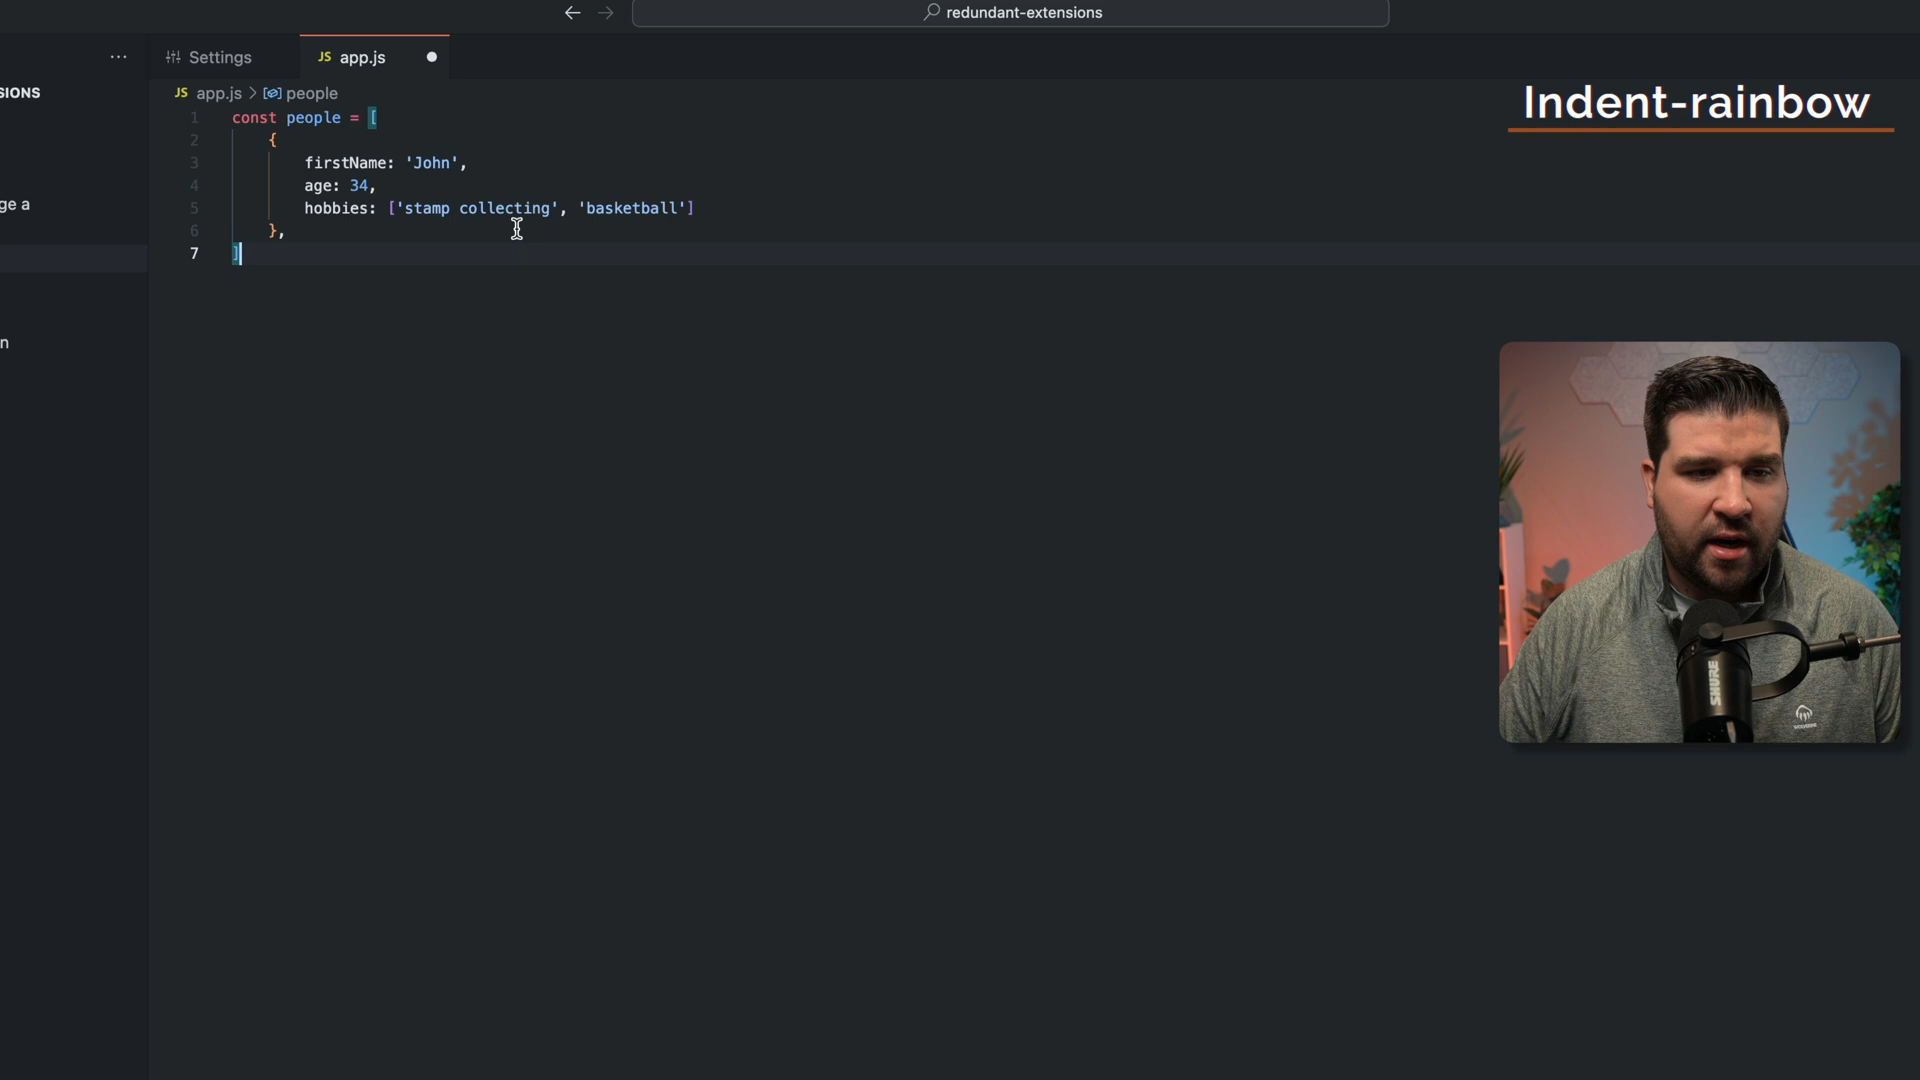 redundant-extensions
Settings
JS app.js
SIONS
JS app.js > people
Indent-rainbow
1 const people = [
2 {
3 firstName: 'John',
4 age: 34,
5 hobbies: ['stamp collecting', 'basketball']
6 },
7 ]
ge a
n
SHURE